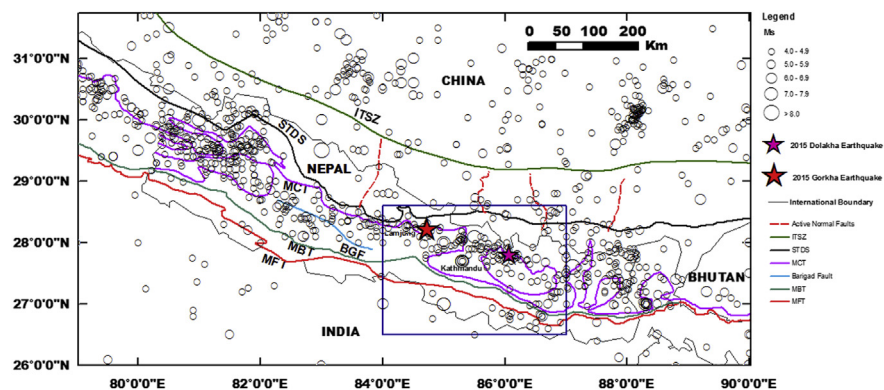 31°0'0"N
30°0'0"N
29°0'0"N
28°0'0"N
27°0'0"N
26°0'0"N
80°0'0"E
82°0'0"E
84°0'0"E
86°0'0"E
88°0'0"E
90°0'0"E
0 50 100 200
Km
CHINA
ITSZ
STDS
NEPAL
MCT
MBT
BGF
MFT
Lamjung
Kathmandu
BHUTAN
INDIA
Legend
Ms
4.0 - 4.9
5.0 - 5.9
6.0 - 6.9
7.0 - 7.9
> 8.0
2015 Dolakha Earthquake
2015 Gorkha Earthquake
International Boundary
Active Normal Faults
ITSZ
STDS
MCT
Barigad Fault
MBT
MFT